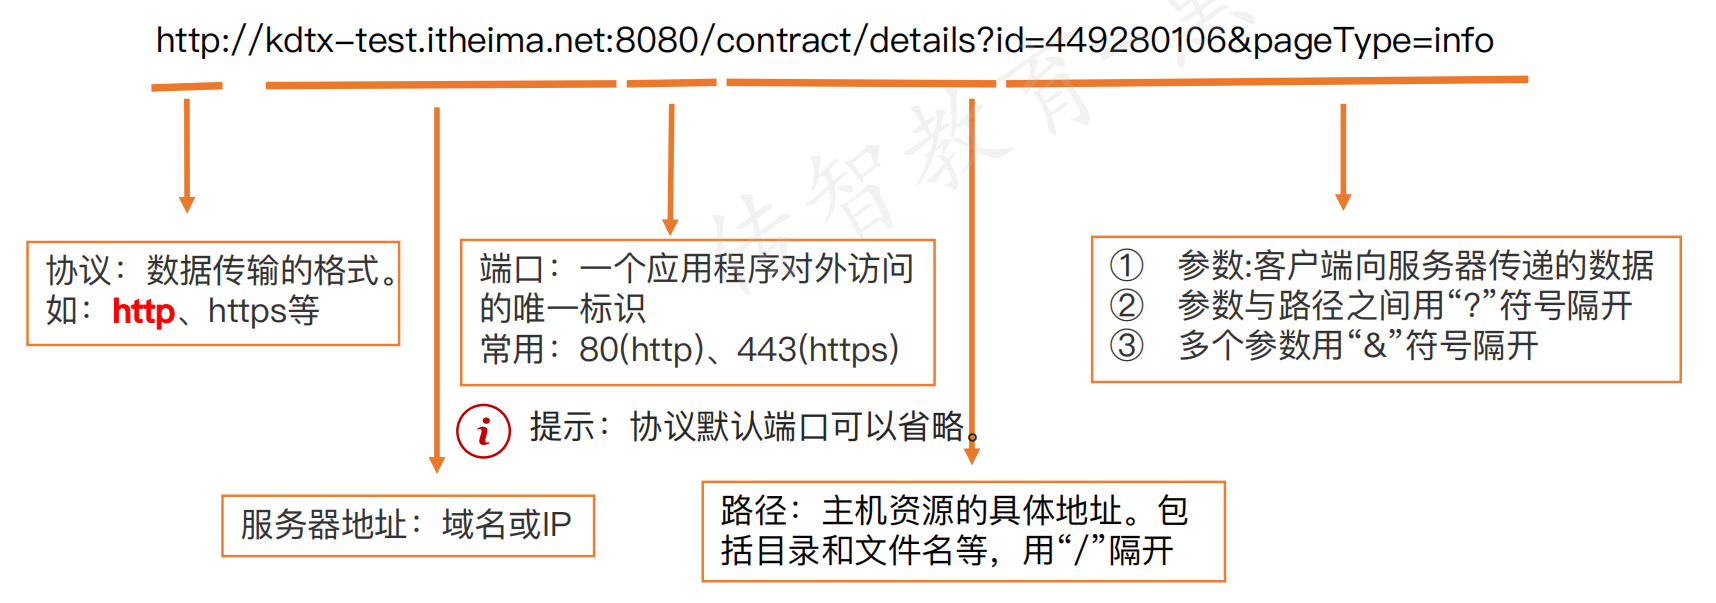 http://kdtx-test.itheima.net:8080/contract/details?id=449280106&pageType=info
协议：数据传输的格式。
如：http、https等
端口：一个应用程序对外访问
的唯一标识
常用：80(http)、443(https)
① 参数:客户端向服务器传递的数据
② 参数与路径之间用“?”符号隔开
③ 多个参数用“&”符号隔开
i 提示：协议默认端口可以省略。
服务器地址：域名或IP
路径：主机资源的具体地址。包
括目录和文件名等，用“/”隔开
传智教育-黑